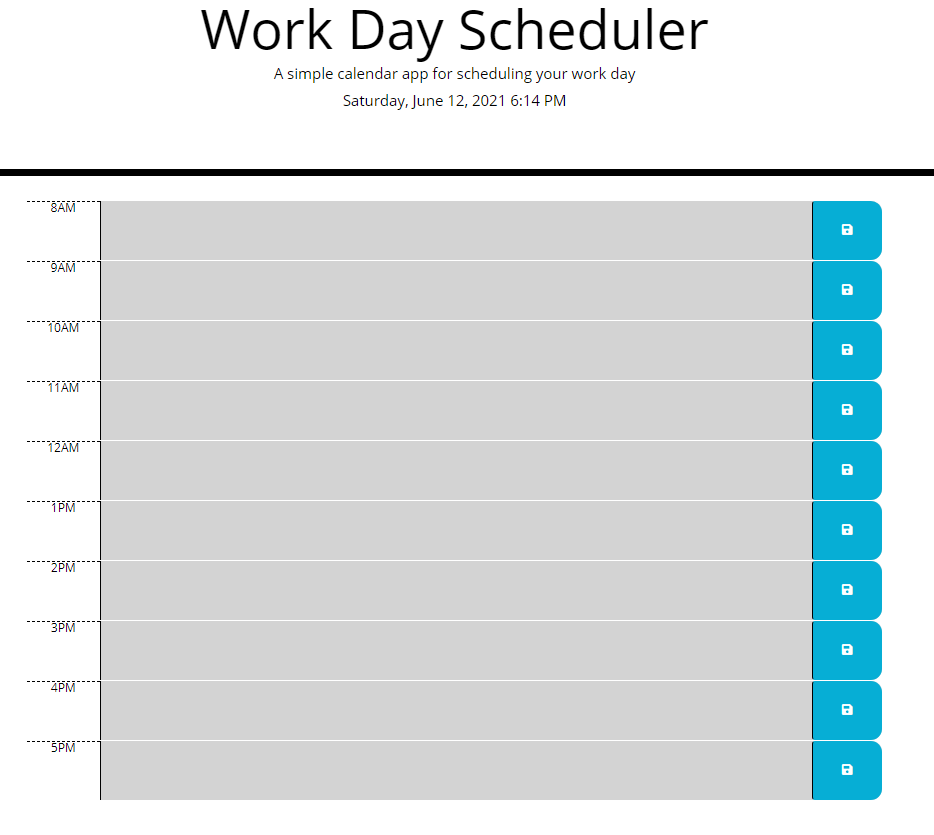 Work Day Scheduler
A simple calendar app for scheduling your work day
Saturday, June 12, 2021 6:14 PM
8AM
9AM
10AM
11AM
12AM
1PM
2PM
3PM
4PM
5PM